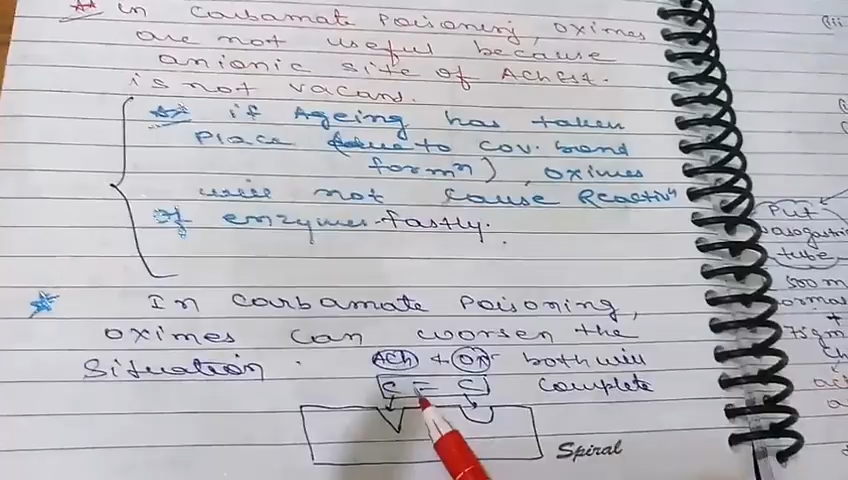 ** In Carbamate Poisoning, oximes
are not useful because
anionic site of AChEst.
is not vacant.
** if Ageing has taken
Place (due to cov. bond
formⁿ), oximes
will not cause Reactivⁿ
of enzymes fastly.
* In carbamate Poisoning,
oximes can worsen the
Situation. ACh + OX both will
C = C complete
Spiral
Put
tube
500 m
+